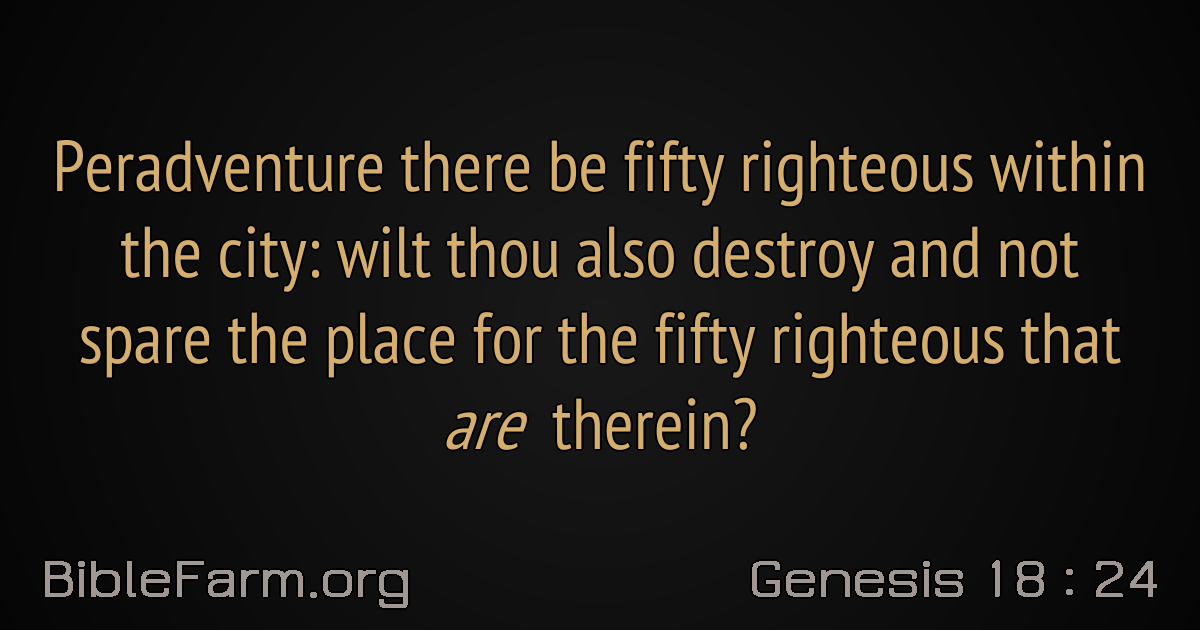 Peradventure there be fifty righteous within
the city: wilt thou also destroy and not
spare the place for the fifty righteous that
are therein?
BibleFarm.org
Genesis 18 : 24